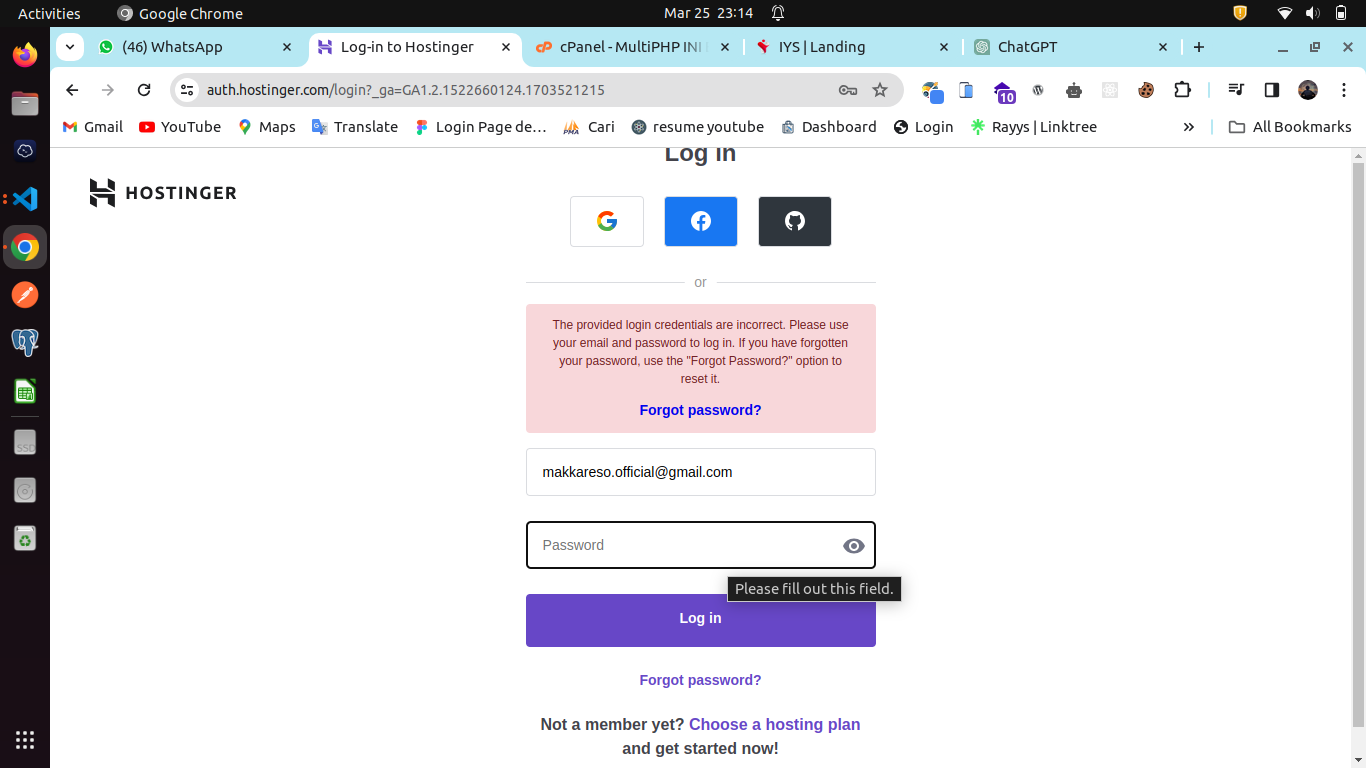 Activities
Google Chrome
Mar 25 23:14
(46) WhatsApp
Log-in to Hostinger
cPanel - MultiPHP INI
IYS | Landing
ChatGPT
auth.hostinger.com/login?_ga=GA1.2.1522660124.1703521215
10
Gmail
YouTube
Maps
Translate
Login Page de…
Cari
resume youtube
Dashboard
Login
Rayys | Linktree
All Bookmarks
Log in
HOSTINGER
or
The provided login credentials are incorrect. Please use
your email and password to log in. If you have forgotten
your password, use the "Forgot Password?" option to
reset it.
Forgot password?
makkareso.official@gmail.com
Password
Please fill out this field.
Log in
Forgot password?
Not a member yet? Choose a hosting plan
and get started now!
SSD